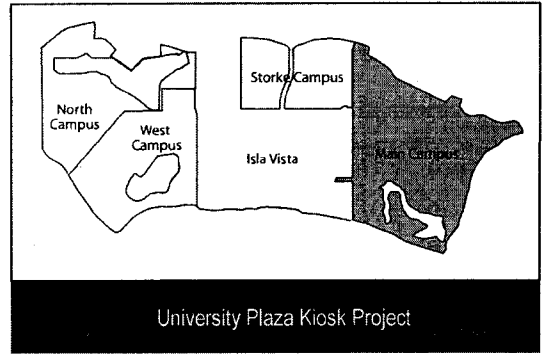 Storke Campus
North
Campus
West
Campus
Isla Vista
Main Campus
University Plaza Kiosk Project